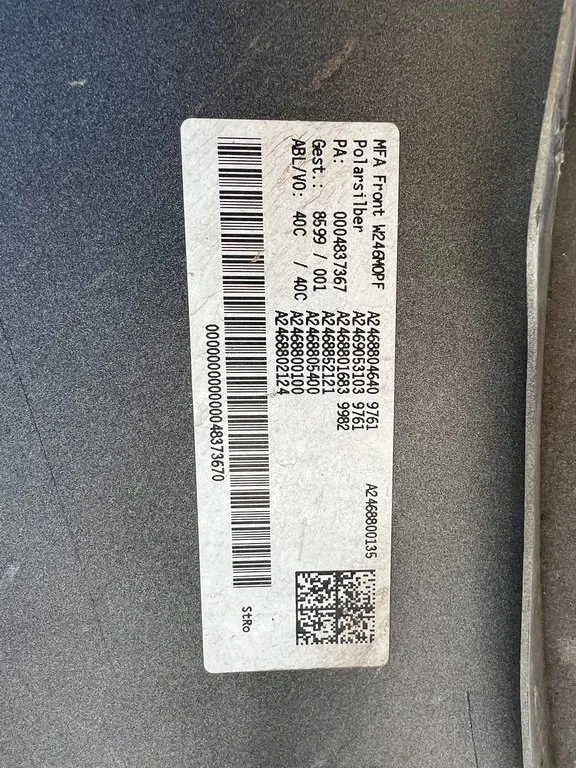 MFA Front W246MOPF
Polarsilber
PA: 0004837367
Gest.: 8599 / 001
ABL/VO: 40C / 40C
A2468804640 9761
A2469053103 9761
A2468801683 9982
A2468852121
A2468805400
A2468800100
A2468802124
A2468800135
00000000000048373670
StRo